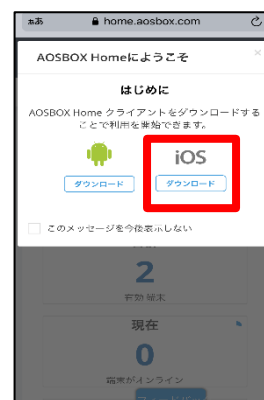 ぁあ
home.aosbox.com
AOSBOX Homeにようこそ
はじめに
AOSBOX Home クライアントをダウンロードする
ことで利用を開始できます。
iOS
ダウンロード
ダウンロード
このメッセージを今後表示しない
2
有効端末
現在
0
端末がオンライン